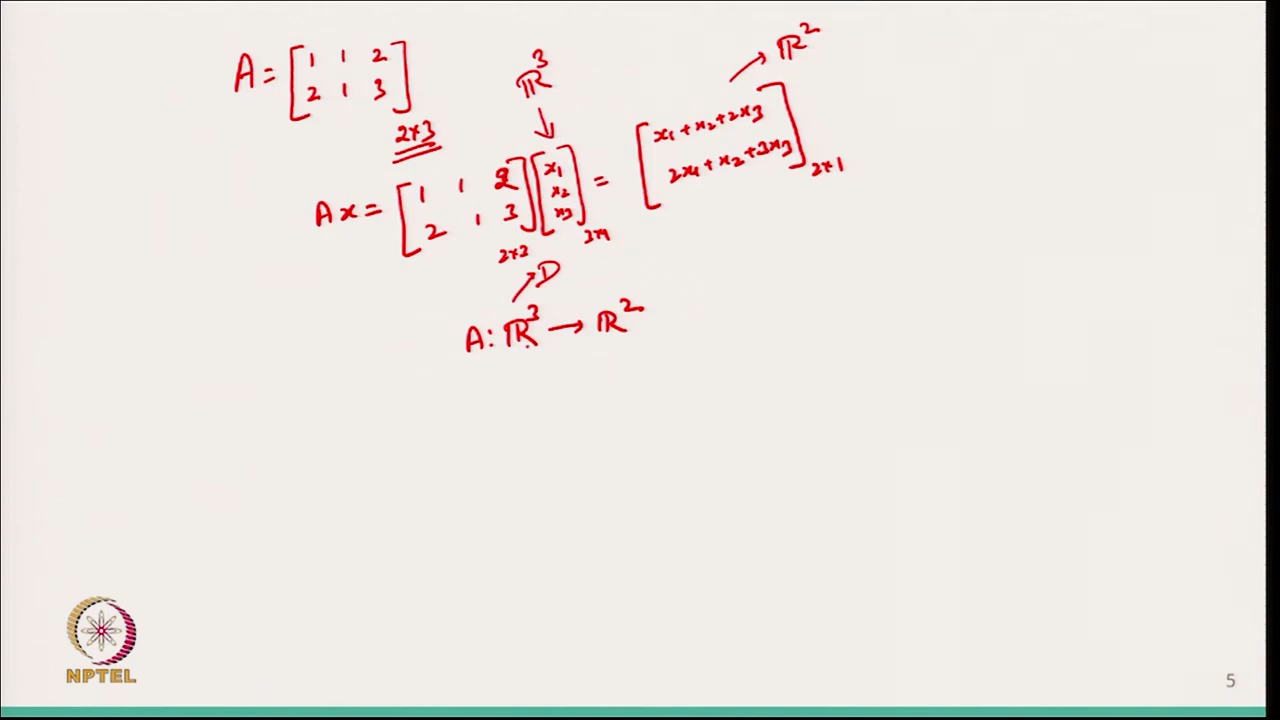 A = [ 1 1 2
2 1 3 ]
2×3
ℝ³
↓
→ ℝ²
Ax = [ 1 1 2
2 1 3 ]2×3 [ x₁
x₂
x₃ ]3×1 = [ x₁ + x₂ + 2x₃
2x₁ + x₂ + 3x₃ ]2×1
↗ D
A: ℝ³ → ℝ²
NPTEL
5